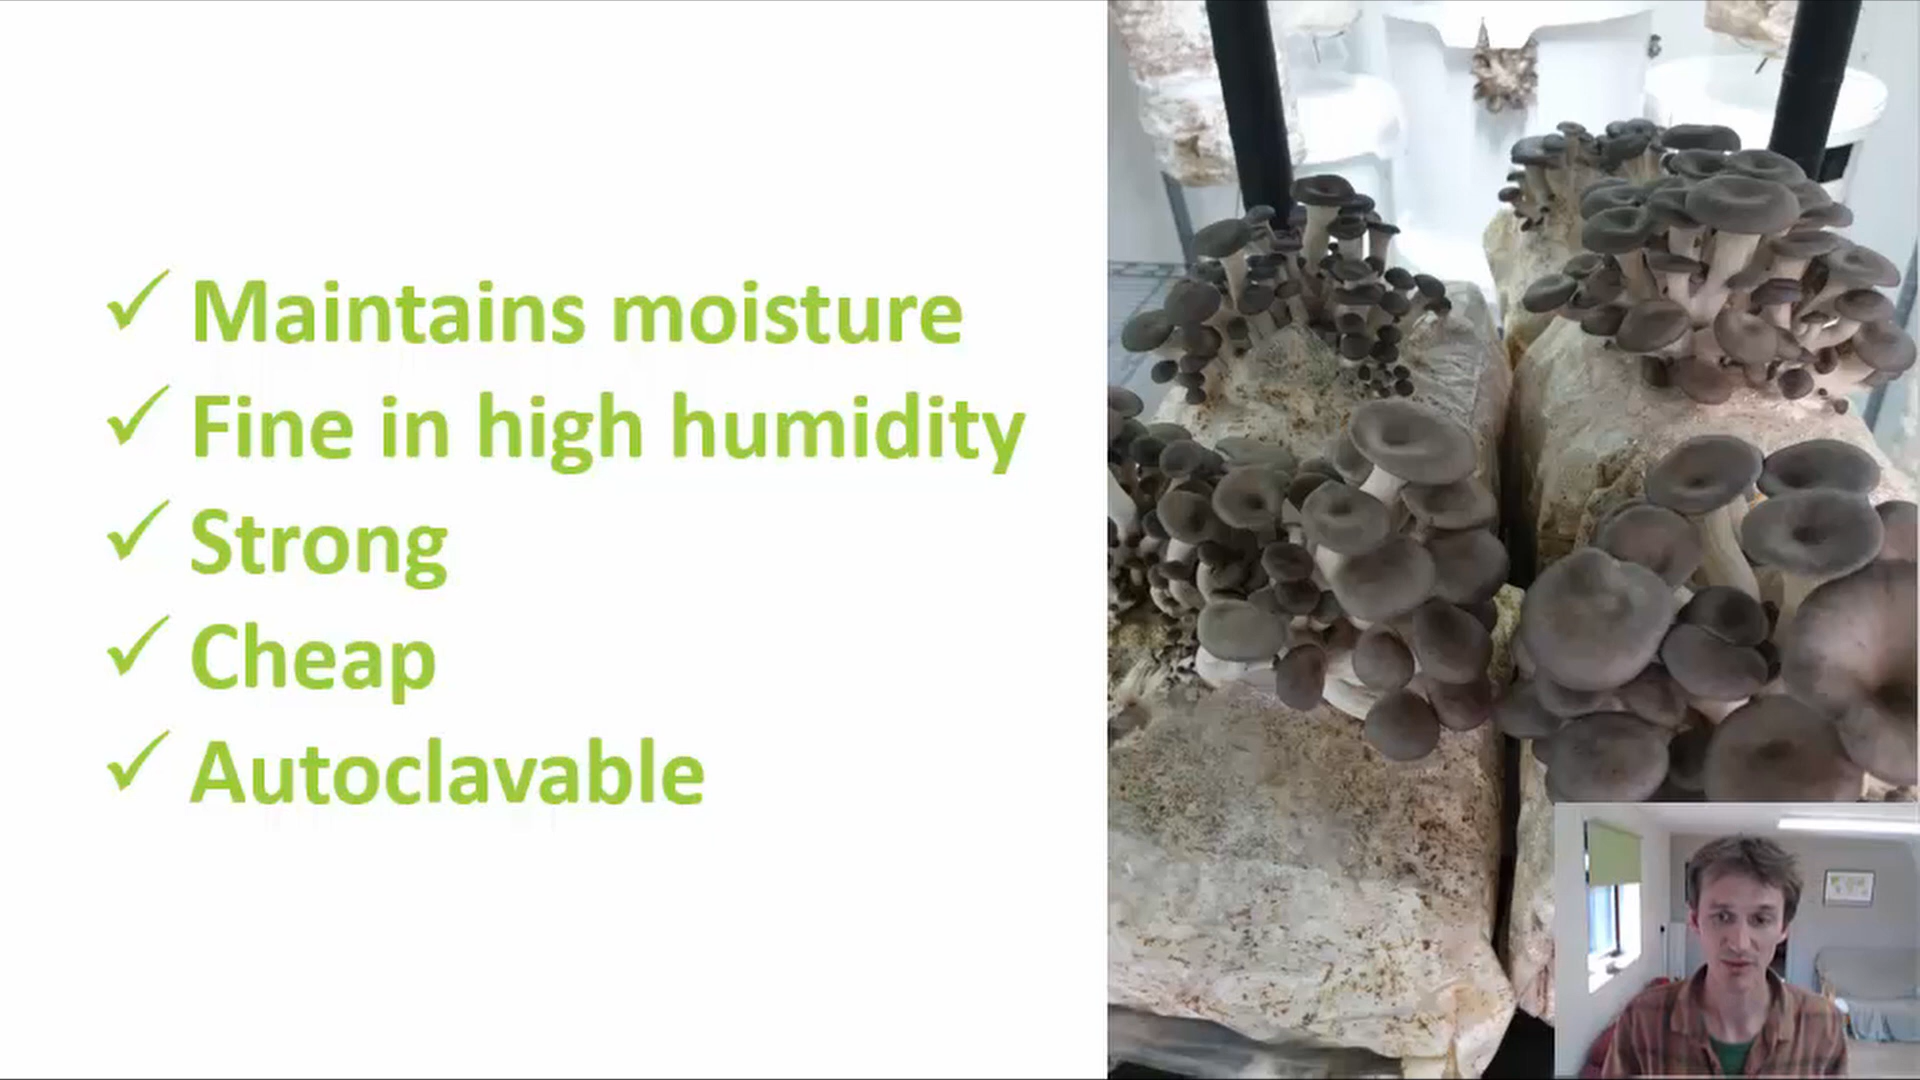 ✓ Maintains moisture
✓ Fine in high humidity
✓ Strong
✓ Cheap
✓ Autoclavable